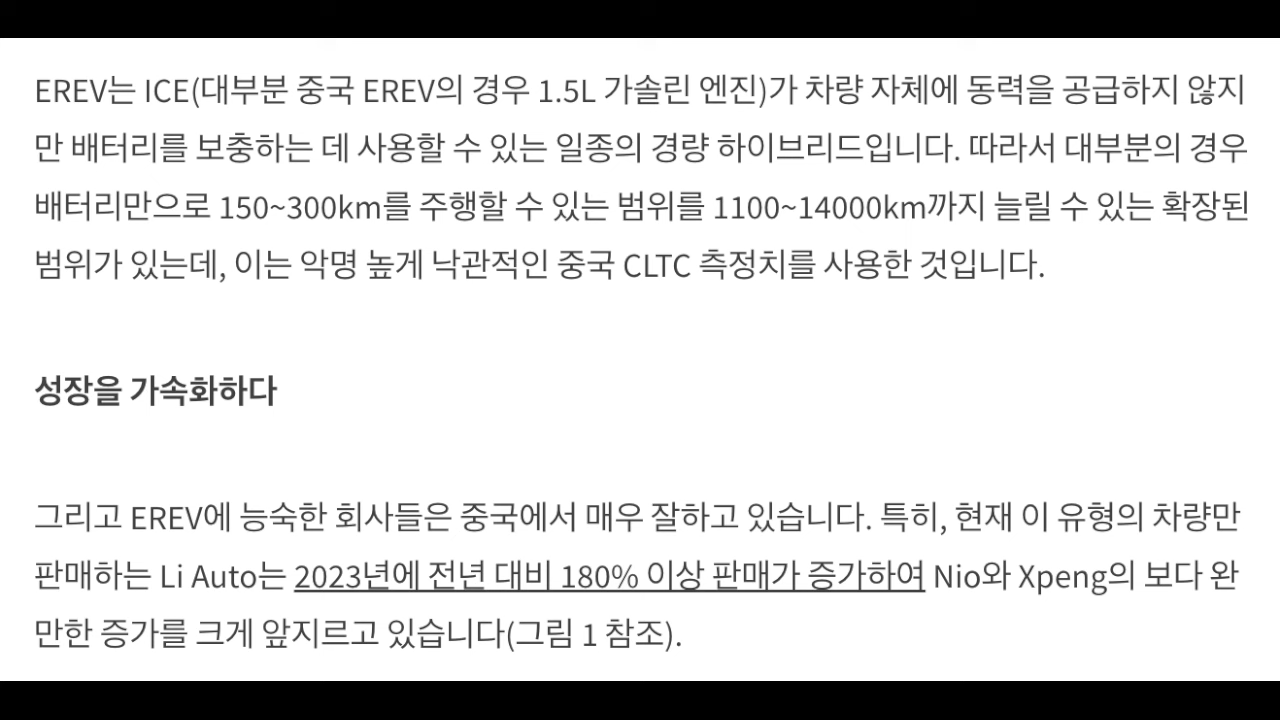 EREV는 ICE(대부분 중국 EREV의 경우 1.5L 가솔린 엔진)가 차량 자체에 동력을 공급하지 않지
만 배터리를 보충하는 데 사용할 수 있는 일종의 경량 하이브리드입니다. 따라서 대부분의 경우
배터리만으로 150~300km를 주행할 수 있는 범위를 1100~14000km까지 늘릴 수 있는 확장된
범위가 있는데, 이는 악명 높게 낙관적인 중국 CLTC 측정치를 사용한 것입니다.
성장을 가속화하다
그리고 EREV에 능숙한 회사들은 중국에서 매우 잘하고 있습니다. 특히, 현재 이 유형의 차량만
판매하는 Li Auto는 2023년에 전년 대비 180% 이상 판매가 증가하여 Nio와 Xpeng의 보다 완
만한 증가를 크게 앞지르고 있습니다(그림 1 참조).